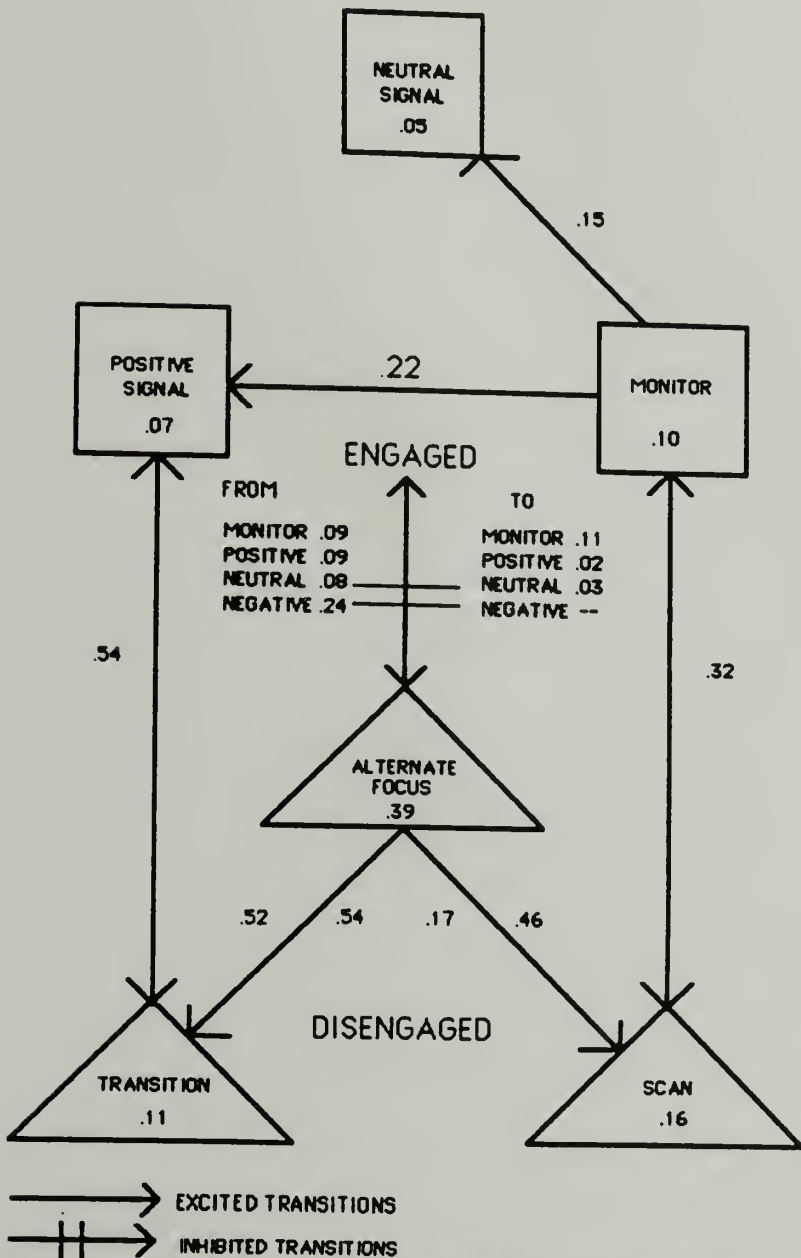 NEUTRAL
SIGNAL
.05
.15
POSITIVE
SIGNAL
.07
.22
MONITOR
.10
ENGAGED
FROM
MONITOR .09
POSITIVE .09
NEUTRAL .08
NEGATIVE .24
TO
MONITOR .11
POSITIVE .02
NEUTRAL .03
NEGATIVE --
.54
.32
ALTERNATE
FOCUS
.39
.52
.54
.17
.46
DISENGAGED
TRANSITION
.11
SCAN
.16
EXCITED TRANSITIONS
INHIBITED TRANSITIONS